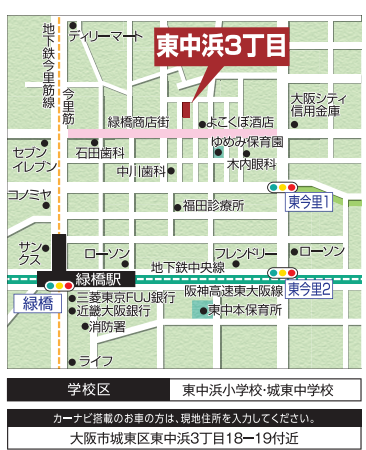 デイリーマート
東中浜3丁目
地下鉄今里筋線
今里筋
大阪シティ
信用金庫
緑橋商店街
よこくぼ酒店
セブン
イレブン
石田歯科
ゆめみ保育園
木内眼科
中川歯科
コノミヤ
福田診療所
東今里1
サン
クス
ローソン
フレンドリー
ローソン
地下鉄中央線
緑橋駅
阪神高速東大阪線
東今里2
緑橋
三菱東京FUJ銀行
近畿大阪銀行
東中本保育所
消防署
ライフ
学校区
東中浜小学校・城東中学校
カーナビ搭載のお車の方は、現地住所を入力してください。
大阪市城東区東中浜3丁目18ー19付近